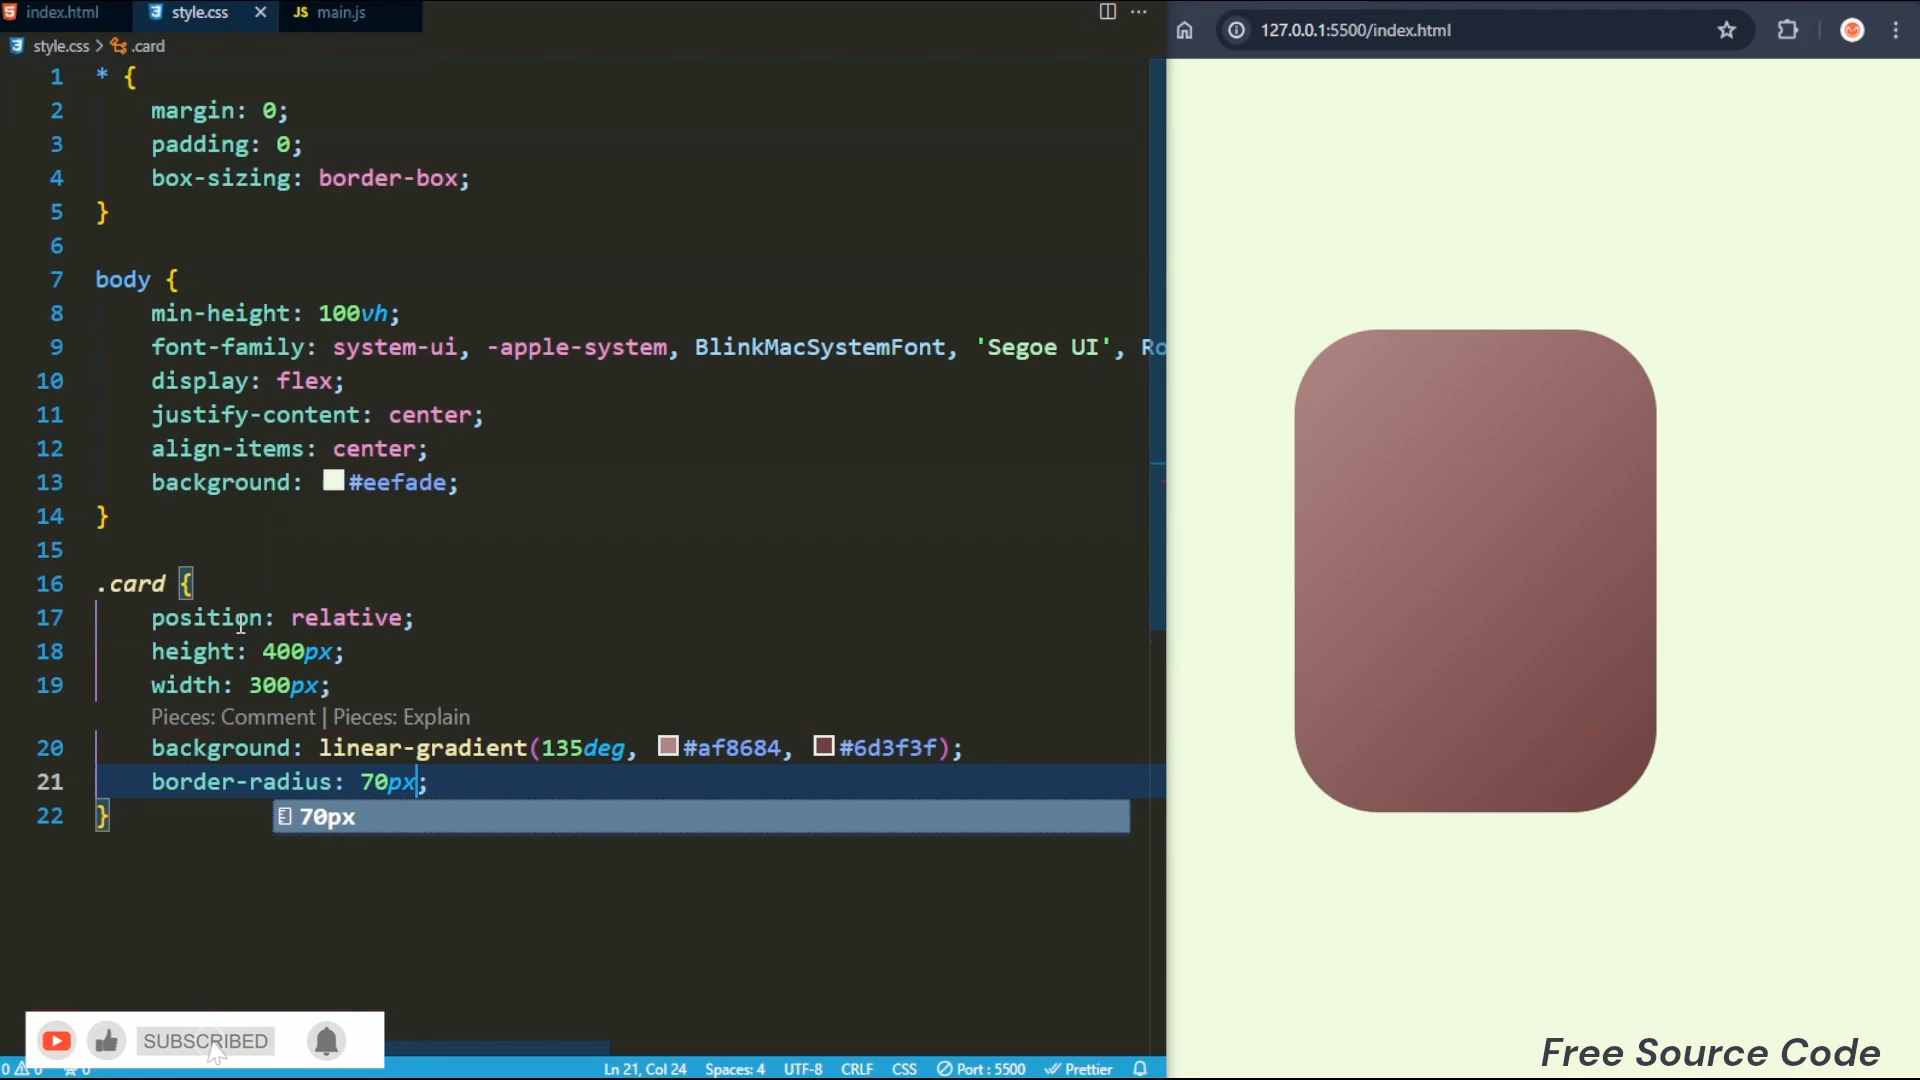 index.html
style.css
JS main.js
127.0.0.1:5500/index.html
style.css > .card
1 * {
2 margin: 0;
3 padding: 0;
4 box-sizing: border-box;
5 }
6
7 body {
8 min-height: 100vh;
9 font-family: system-ui, -apple-system, BlinkMacSystemFont, 'Segoe UI', Ro
10 display: flex;
11 justify-content: center;
12 align-items: center;
13 background: #eefade;
14 }
15
16 .card {
17 position: relative;
18 height: 400px;
19 width: 300px;
Pieces: Comment | Pieces: Explain
20 background: linear-gradient(135deg, #af8684, #6d3f3f);
21 border-radius: 70px;
22 }
70px
SUBSCRIBED
Free Source Code
Ln 21, Col 24 Spaces: 4 UTF-8 CRLF CSS Port : 5500 Prettier